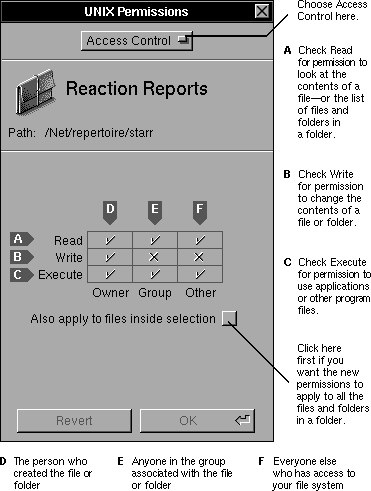 UNIX Permissions
Access Control
Reaction Reports
Path: /Net/repertoire/starr
D E F
A Read
B Write
C Execute
Owner Group Other
Also apply to files inside selection
Revert OK
Choose Access
Control here.
A Check Read
for permission to
look at the
contents of a
file—or the list
of files and
folders in
a folder.
B Check Write
for permission
to change the
contents of a
file or folder.
C Check Execute
for permission to
use applications
or other program
files.
Click here
first if you
want the new
permissions to
apply to all the
files and folders
in a folder.
D The person who
created the file or
folder
E Anyone in the group
associated with the file
or folder
F Everyone else
who has access to
your file system